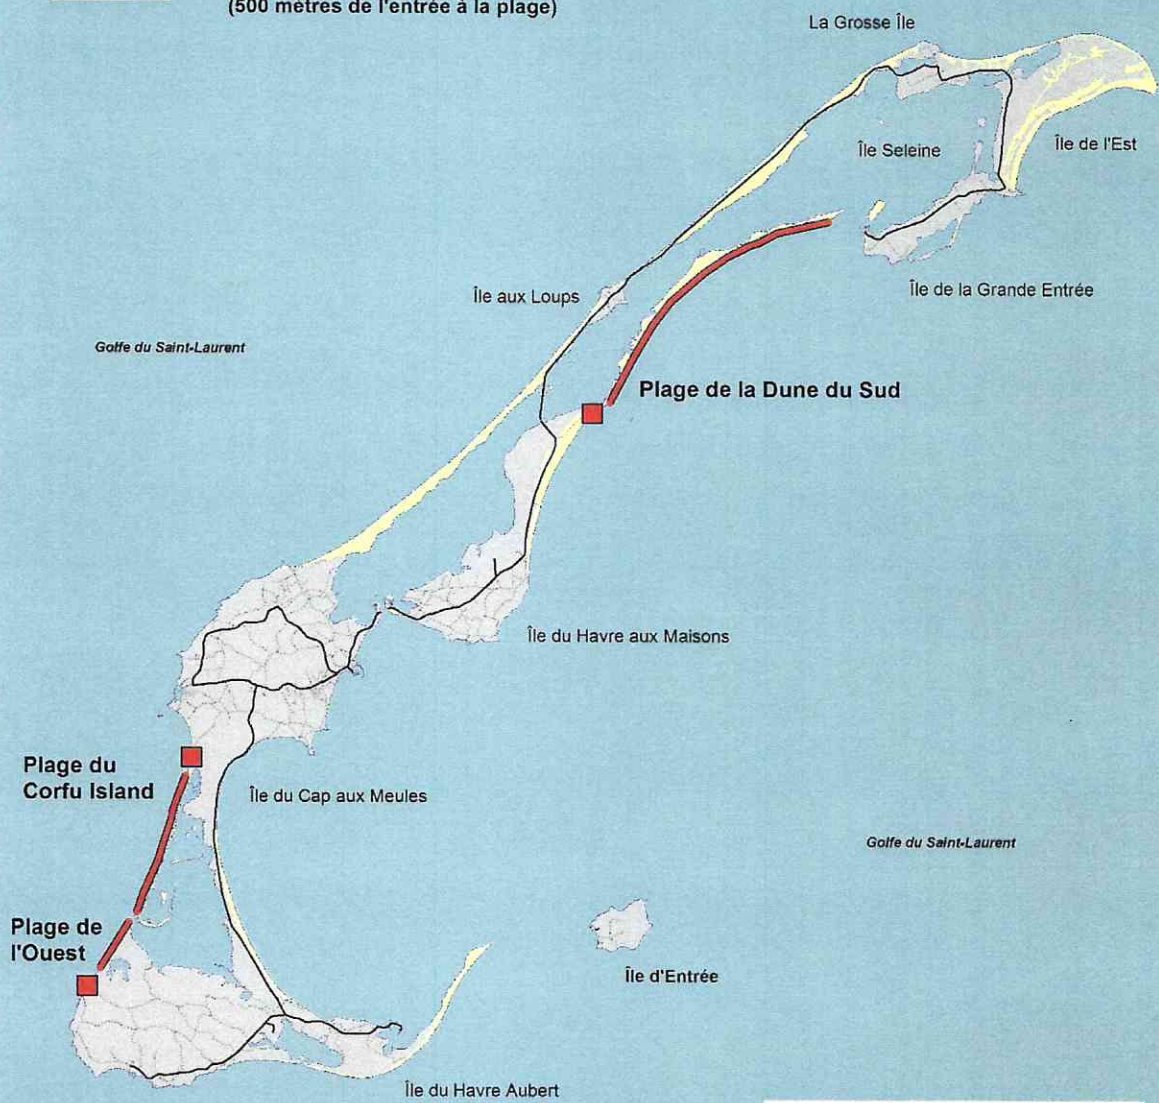 (500 mètres de l'entrée à la plage)
La Grosse Île
Île Seleine
Île de l'Est
Île aux Loups
Île de la Grande Entrée
Golfe du Saint-Laurent
Plage de la Dune du Sud
Île du Havre aux Maisons
Plage du
Corfu Island
Île du Cap aux Meules
Golfe du Saint-Laurent
Plage de
l'Ouest
Île d'Entrée
Île du Havre Aubert